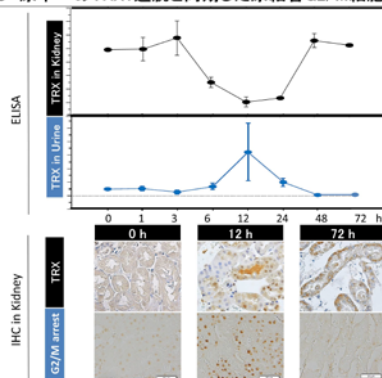 ELISA
TRX in Kidney
TRX in Urine
0 1 3 6 12 24 48 72 h
0 h 12 h 72 h
IHC in Kidney
TRX
G2/M arrest